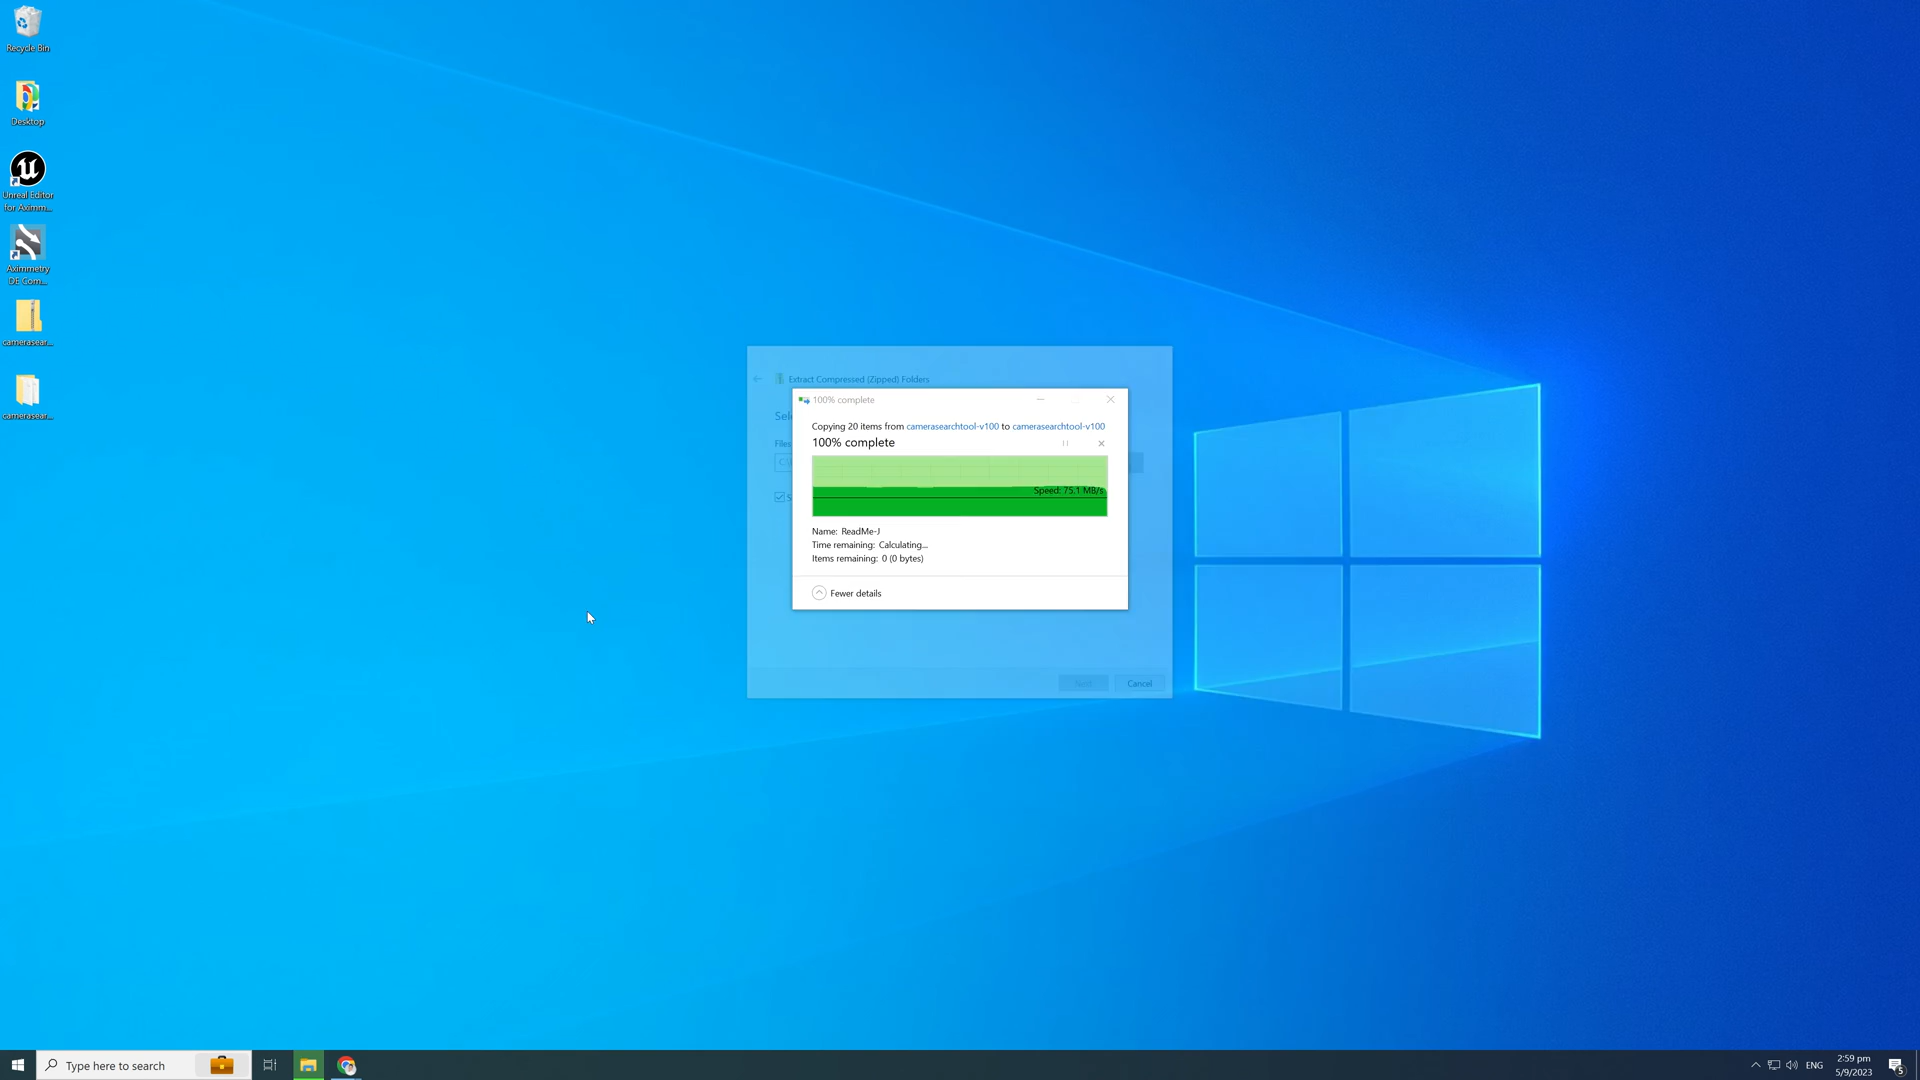 Recycle Bin
Desktop
Unreal Editor
for Aximm...
Aximmetry
DE Com...
camerasear...
camerasear...
Extract Compressed (Zipped) Folders
100% complete
Copying 20 items from camerasearchtool-v100 to camerasearchtool-v100
100% complete
Speed: 75.1 MB/s
Name: ReadMe-J
Time remaining: Calculating...
Items remaining: 0 (0 bytes)
Fewer details
Cancel
Type here to search
ENG
2:59 pm
5/9/2023
5